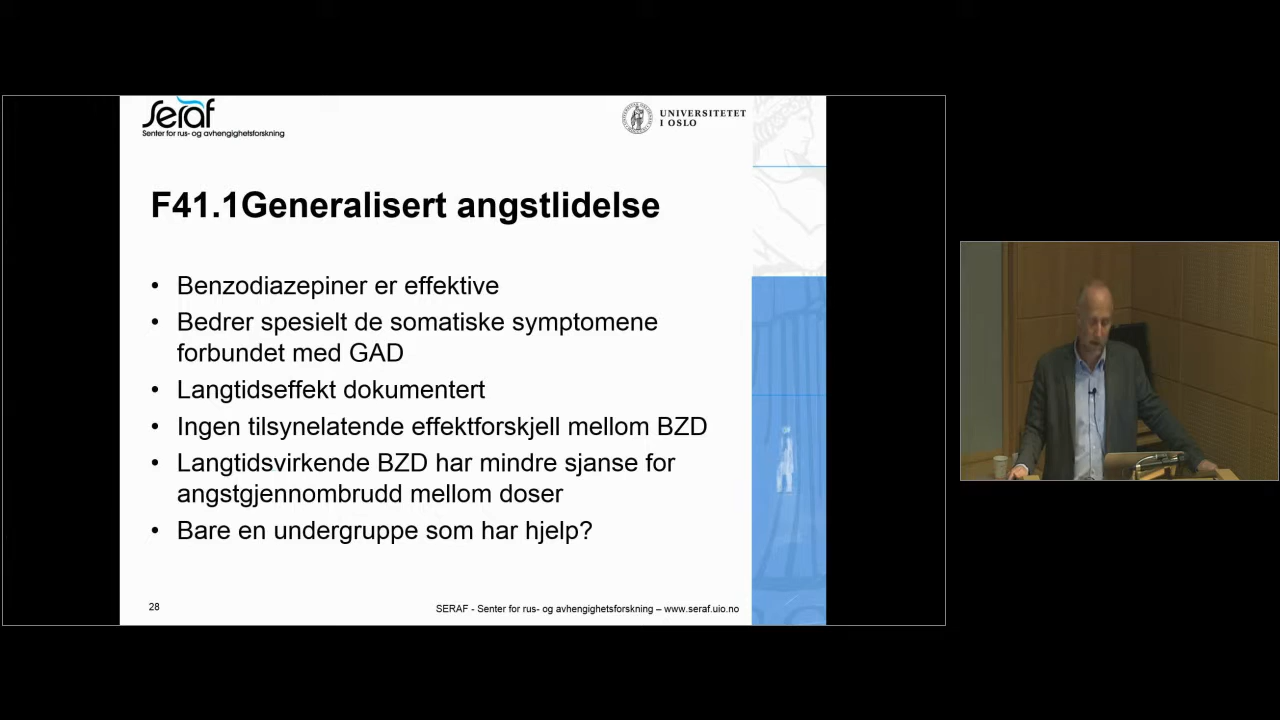 seraf
Senter for rus- og avhengighetsforskning
UNIVERSITETET
I OSLO
F41.1Generalisert angstlidelse
• Benzodiazepiner er effektive
• Bedrer spesielt de somatiske symptomene
forbundet med GAD
• Langtidseffekt dokumentert
• Ingen tilsynelatende effektforskjell mellom BZD
• Langtidsvirkende BZD har mindre sjanse for
angstgjennombrudd mellom doser
• Bare en undergruppe som har hjelp?
28
SERAF - Senter for rus- og avhengighetsforskning – www.seraf.uio.no